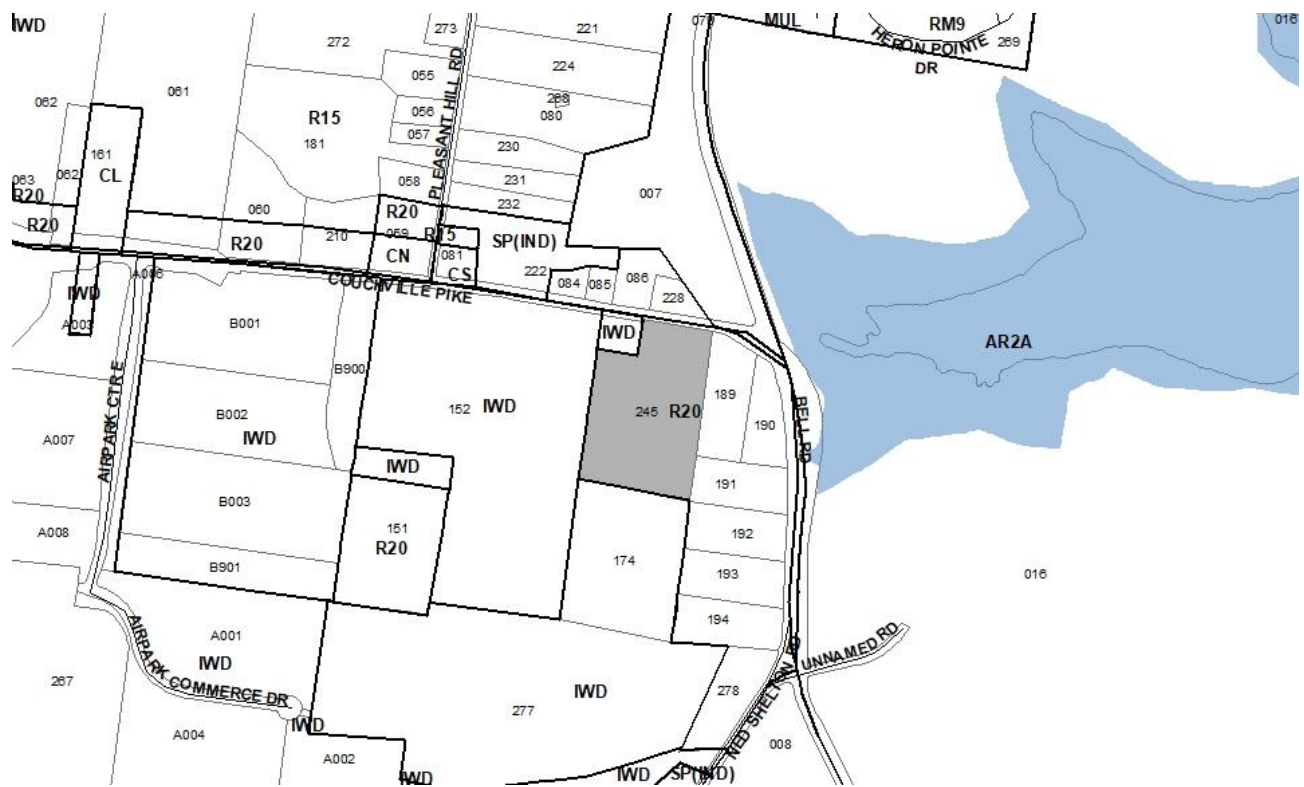 IWD
272
273
221
079
MUL
RM9
016
HERON POINTE
DR
269
224
055
062
061
268
080
056
057
R15
181
PLEASANT HILL RD
230
161
CL
062
063
R20
058
231
232
007
R20
060
R20
210
R20
059
R15
SP(IND)
CN
081
CS
222
084
085
086
228
COUCHVILLE PIKE
A006
IWD
A003
B001
B900
IWD
AR2A
AIRPARK CTR E
B002
IWD
152
IWD
245
R20
189
190
BELL RD
A007
IWD
191
B003
A008
151
R20
192
174
193
016
B901
194
A001
IWD
AIRPARK COMMERCE DR
267
IWD
277
278
NED SHELTON RD
UNNAMED RD
008
IWD
A004
A002
IWD
IWD
SP(IND)